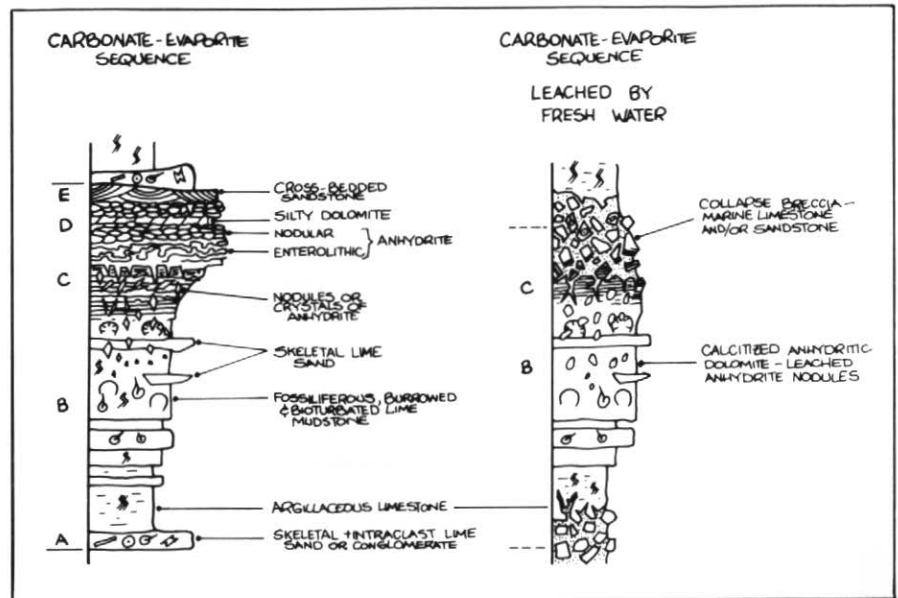 CARBONATE-EVAPORITE
SEQUENCE
E
D
C
B
A
CROSS-BEDDED
SANDSTONE
SILTY DOLOMITE
NODULAR
ANHYDRITE
ENTEROLITHIC
NODULES OR
CRYSTALS OF
ANHYDRITE
SKELETAL LIME
SAND
FOSSILIFEROUS, BURROWED
& BIOTURBATED LIME
MUDSTONE
ARGILLACEOUS LIMESTONE
SKELETAL + INTRACLAST LIME
SAND OR CONGLOMERATE
CARBONATE-EVAPORITE
SEQUENCE
LEACHED BY
FRESH WATER
C
B
COLLAPSE BRECCIA-
MARINE LIMESTONE
AND/OR SANDSTONE
CALCITIZED ANHYDRITIC
DOLOMITE-LEACHED
ANHYDRITE NODULES